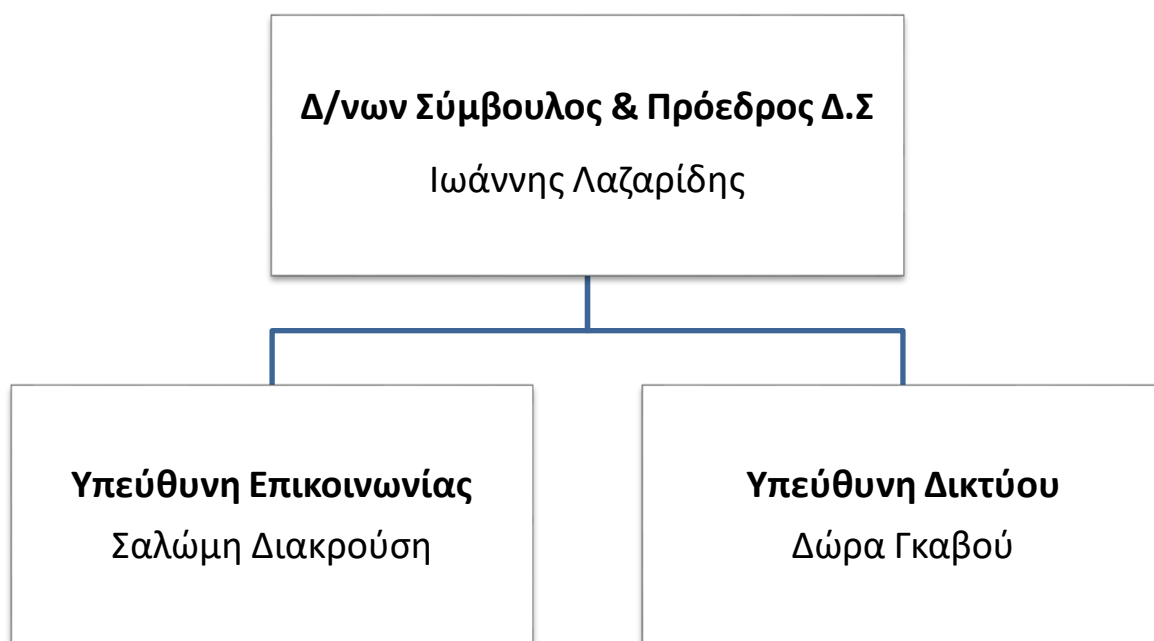 Δ/νων Σύμβουλος & Πρόεδρος Δ.Σ
Ιωάννης Λαζαρίδης
Υπεύθυνη Επικοινωνίας
Σαλώμη Διακρούση
Υπεύθυνη Δικτύου
Δώρα Γκαβού